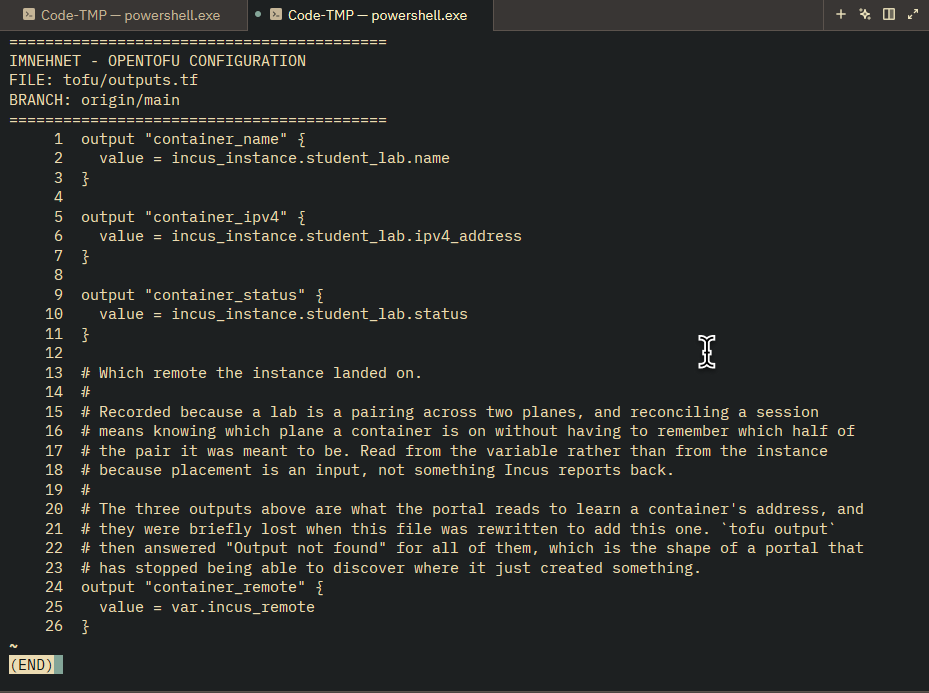 Code-TMP — powershell.exe
Code-TMP — powershell.exe
==========================================
IMNEHNET - OPENTOFU CONFIGURATION
FILE: tofu/outputs.tf
BRANCH: origin/main
==========================================
1 output "container_name" {
2   value = incus_instance.student_lab.name
3 }
4
5 output "container_ipv4" {
6   value = incus_instance.student_lab.ipv4_address
7 }
8
9 output "container_status" {
10   value = incus_instance.student_lab.status
11 }
12
13 # Which remote the instance landed on.
14 #
15 # Recorded because a lab is a pairing across two planes, and reconciling a session
16 # means knowing which plane a container is on without having to remember which half of
17 # the pair it was meant to be. Read from the variable rather than from the instance
18 # because placement is an input, not something Incus reports back.
19 #
20 # The three outputs above are what the portal reads to learn a container's address, and
21 # they were briefly lost when this file was rewritten to add this one. `tofu output`
22 # then answered "Output not found" for all of them, which is the shape of a portal that
23 # has stopped being able to discover where it just created something.
24 output "container_remote" {
25   value = var.incus_remote
26 }
~
(END)